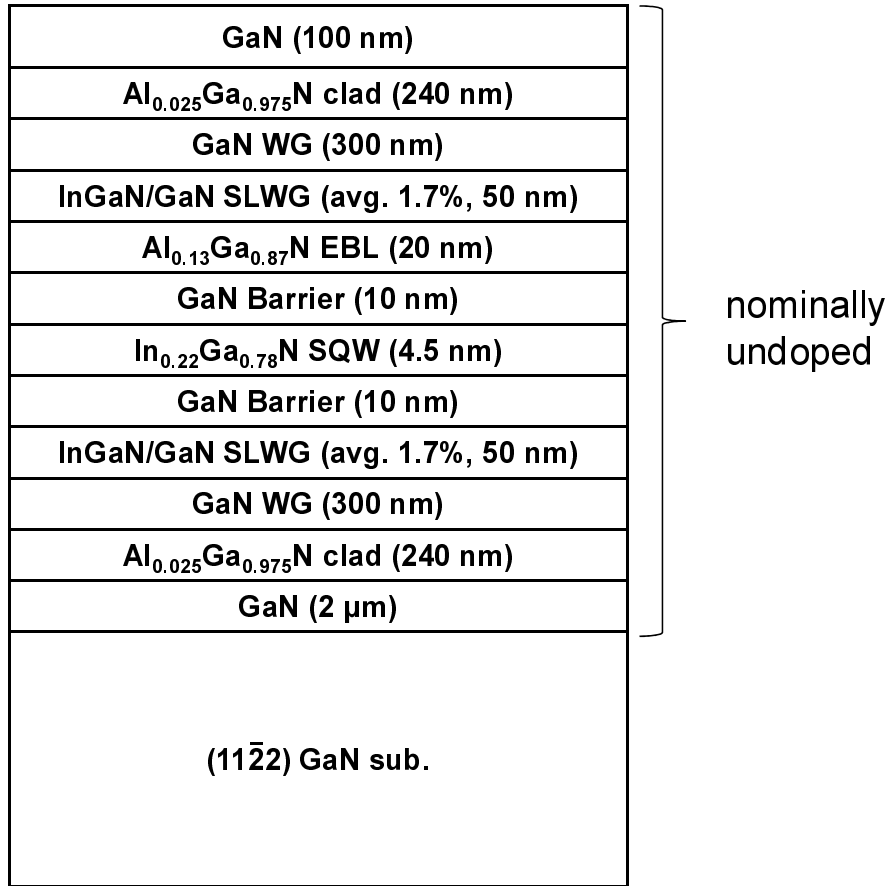 GaN (100 nm)
Al₀.₀₂₅Ga₀.₉₇₅N clad (240 nm)
GaN WG (300 nm)
InGaN/GaN SLWG (avg. 1.7%, 50 nm)
Al₀.₁₃Ga₀.₈₇N EBL (20 nm)
GaN Barrier (10 nm)
In₀.₂₂Ga₀.₇₈N SQW (4.5 nm)
GaN Barrier (10 nm)
InGaN/GaN SLWG (avg. 1.7%, 50 nm)
GaN WG (300 nm)
Al₀.₀₂₅Ga₀.₉₇₅N clad (240 nm)
GaN (2 μm)
(112̅2) GaN sub.
nominally
undoped